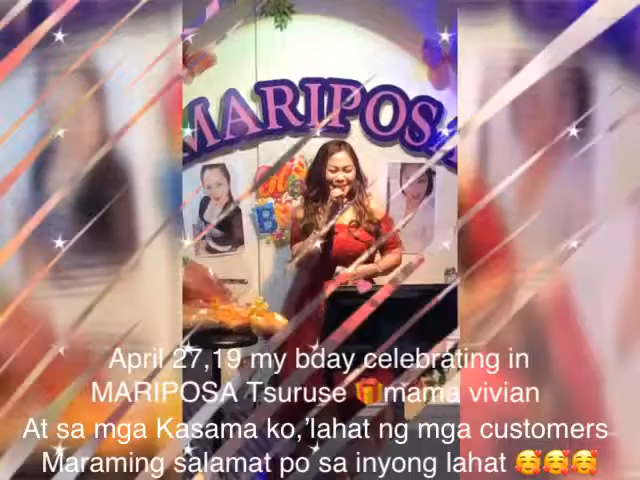 MARIPOSA
April 27,19 my bday celebrating in
MARIPOSA Tsuruse 🎁mama vivian
At sa mga Kasama ko,’lahat ng mga customers
Maraming salamat po sa inyong lahat 🥰🥰🥰